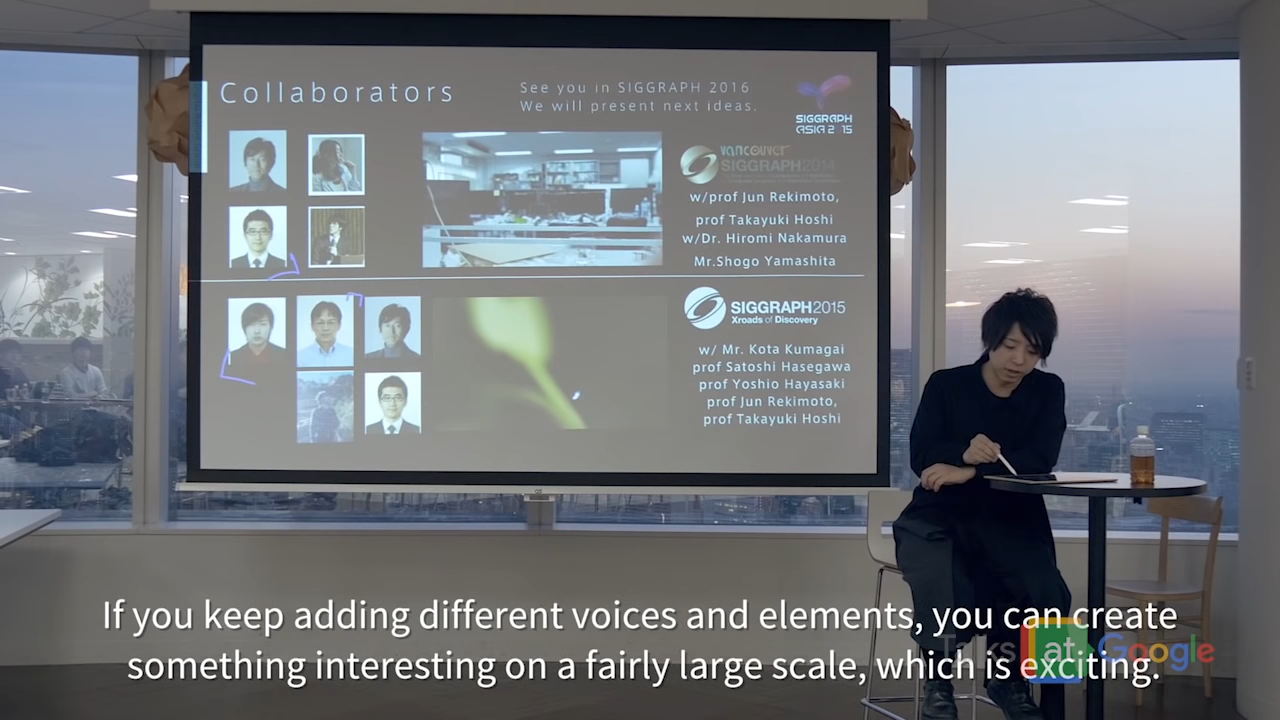 Collaborators
See you in SIGGRAPH 2016
We will present next ideas.
SIGGRAPH
ASIA 2 15
VANCOUVER
SIGGRAPH2014
w/prof Jun Rekimoto,
prof Takayuki Hoshi
w/Dr. Hiromi Nakamura
Mr.Shogo Yamashita
SIGGRAPH2015
Xroads of Discovery
w/ Mr. Kota Kumagai
prof Satoshi Hasegawa
prof Yoshio Hayasaki
prof Jun Rekimoto,
prof Takayuki Hoshi
If you keep adding different voices and elements, you can create
something interesting on a fairly large scale, which is exciting.
Talks at Google